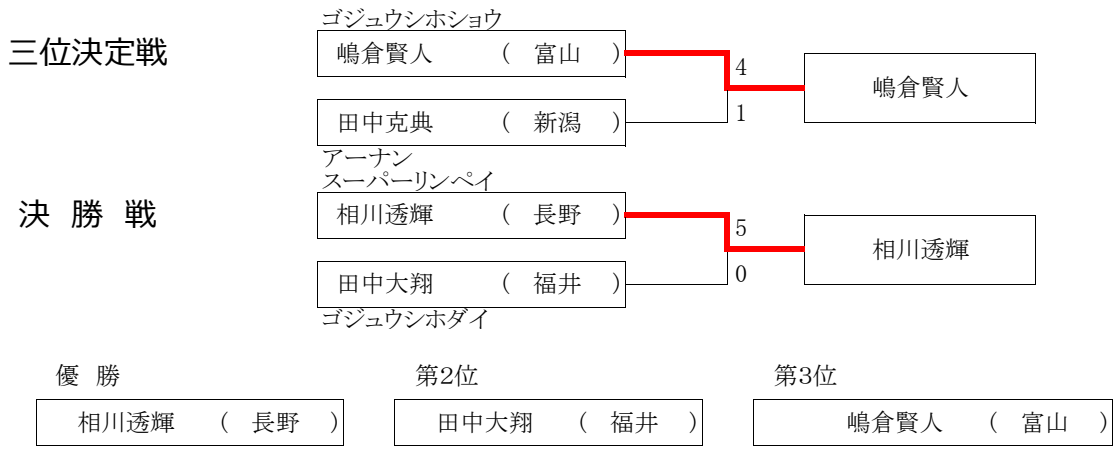 ゴジュウシホショウ
三位決定戦
嶋倉賢人 ( 富山 )
4
嶋倉賢人
田中克典 ( 新潟 )
1
アーナン
スーパーリンペイ
決 勝 戦
相川透輝 ( 長野 )
5
相川透輝
田中大翔 ( 福井 )
0
ゴジュウシホダイ
優 勝 第2位 第3位
相川透輝 ( 長野 ) 田中大翔 ( 福井 ) 嶋倉賢人 ( 富山 )